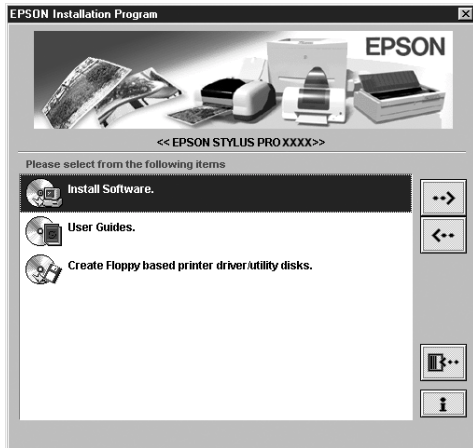 EPSON Installation Program
EPSON
<< EPSON STYLUS PRO XXXX>>
Please select from the following items
Install Software.
User Guides.
Create Floppy based printer driver/utility disks.